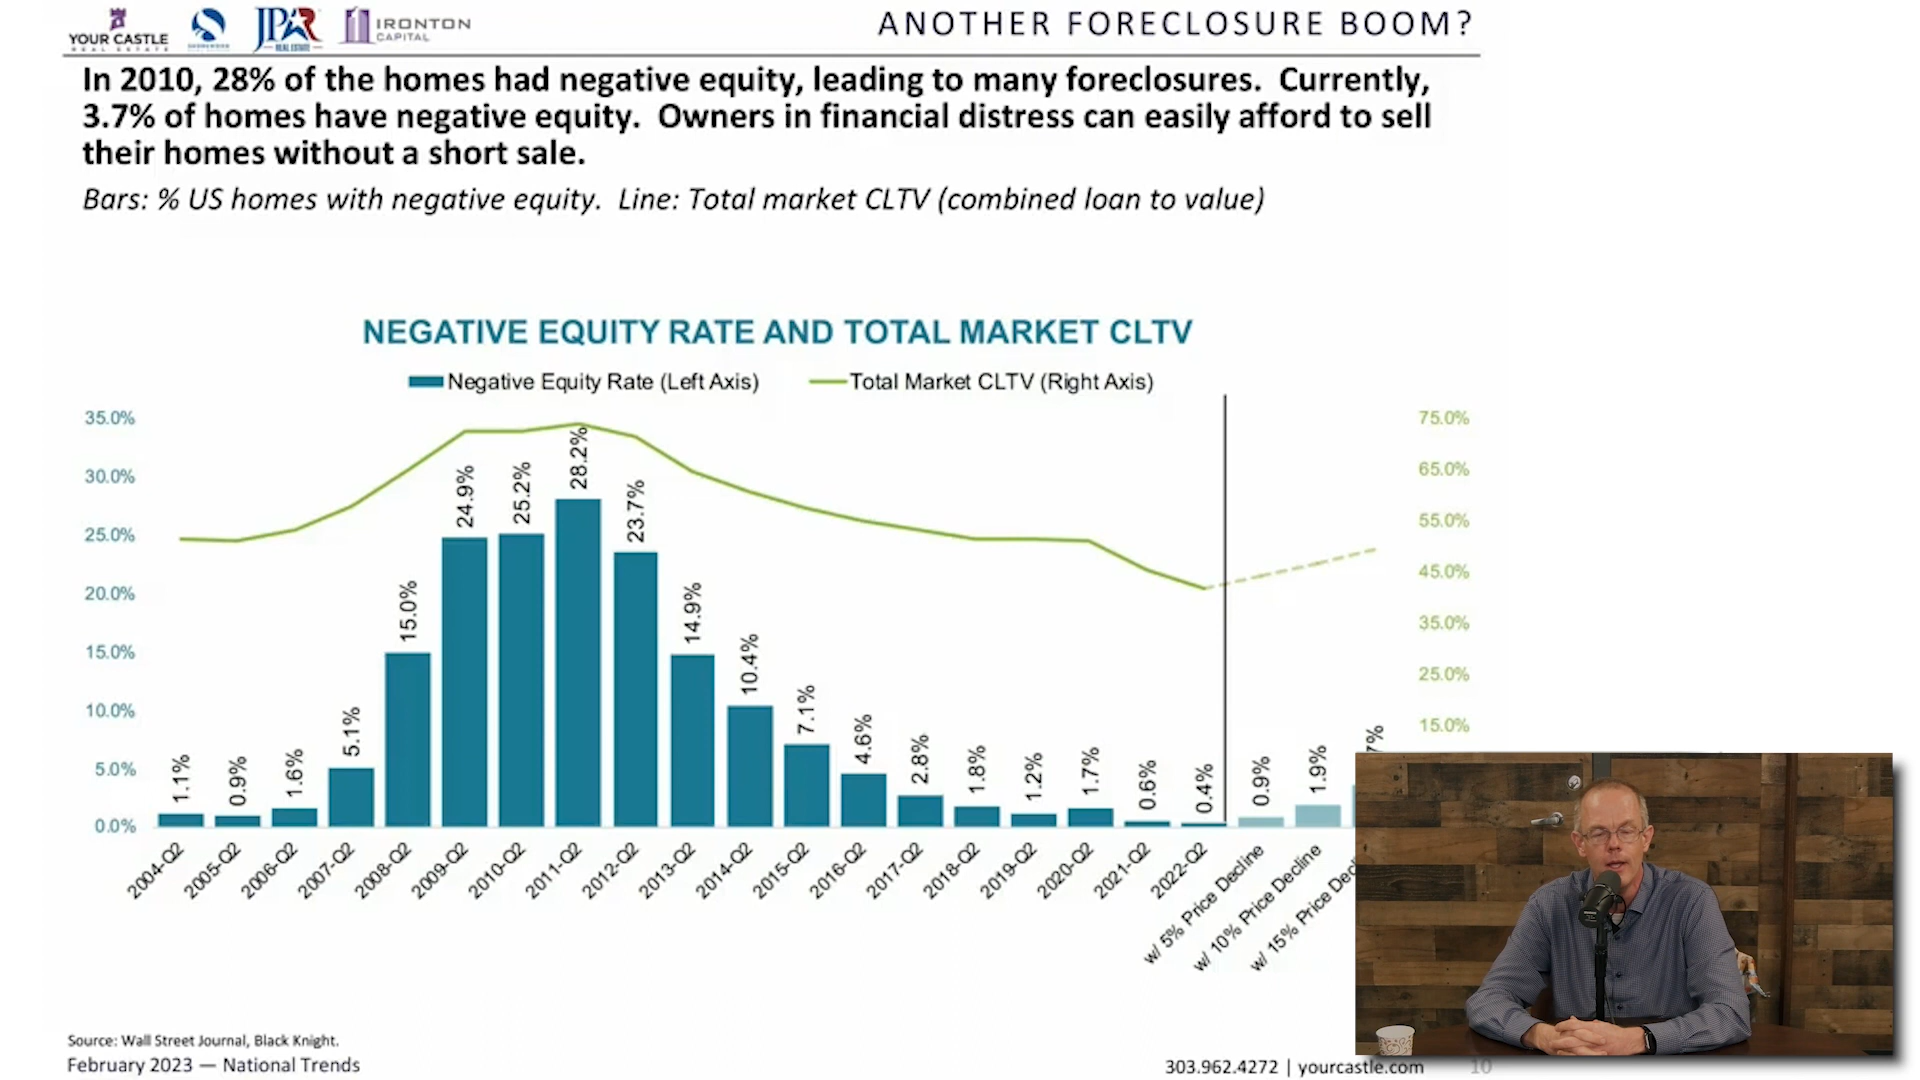 YOUR CASTLE
REAL ESTATE
JPAR
REAL ESTATE
IRONTON
CAPITAL
ANOTHER FORECLOSURE BOOM?
In 2010, 28% of the homes had negative equity, leading to many foreclosures. Currently,
3.7% of homes have negative equity. Owners in financial distress can easily afford to sell
their homes without a short sale.
Bars: % US homes with negative equity. Line: Total market CLTV (combined loan to value)
NEGATIVE EQUITY RATE AND TOTAL MARKET CLTV
Negative Equity Rate (Left Axis)
Total Market CLTV (Right Axis)
35.0%
30.0%
25.0%
20.0%
15.0%
10.0%
5.0%
0.0%
75.0%
65.0%
55.0%
45.0%
35.0%
25.0%
15.0%
1.1%
0.9%
1.6%
5.1%
15.0%
24.9%
25.2%
28.2%
23.7%
14.9%
10.4%
7.1%
4.6%
2.8%
1.8%
1.2%
1.7%
0.6%
0.4%
0.9%
1.9%
7%
2004-Q2
2005-Q2
2006-Q2
2007-Q2
2008-Q2
2009-Q2
2010-Q2
2011-Q2
2012-Q2
2013-Q2
2014-Q2
2015-Q2
2016-Q2
2017-Q2
2018-Q2
2019-Q2
2020-Q2
2021-Q2
2022-Q2
w/ 5% Price Decline
w/ 10% Price Decline
w/ 15% Price Decl
Source: Wall Street Journal, Black Knight.
February 2023 — National Trends
303.962.4272 | yourcastle.com
10